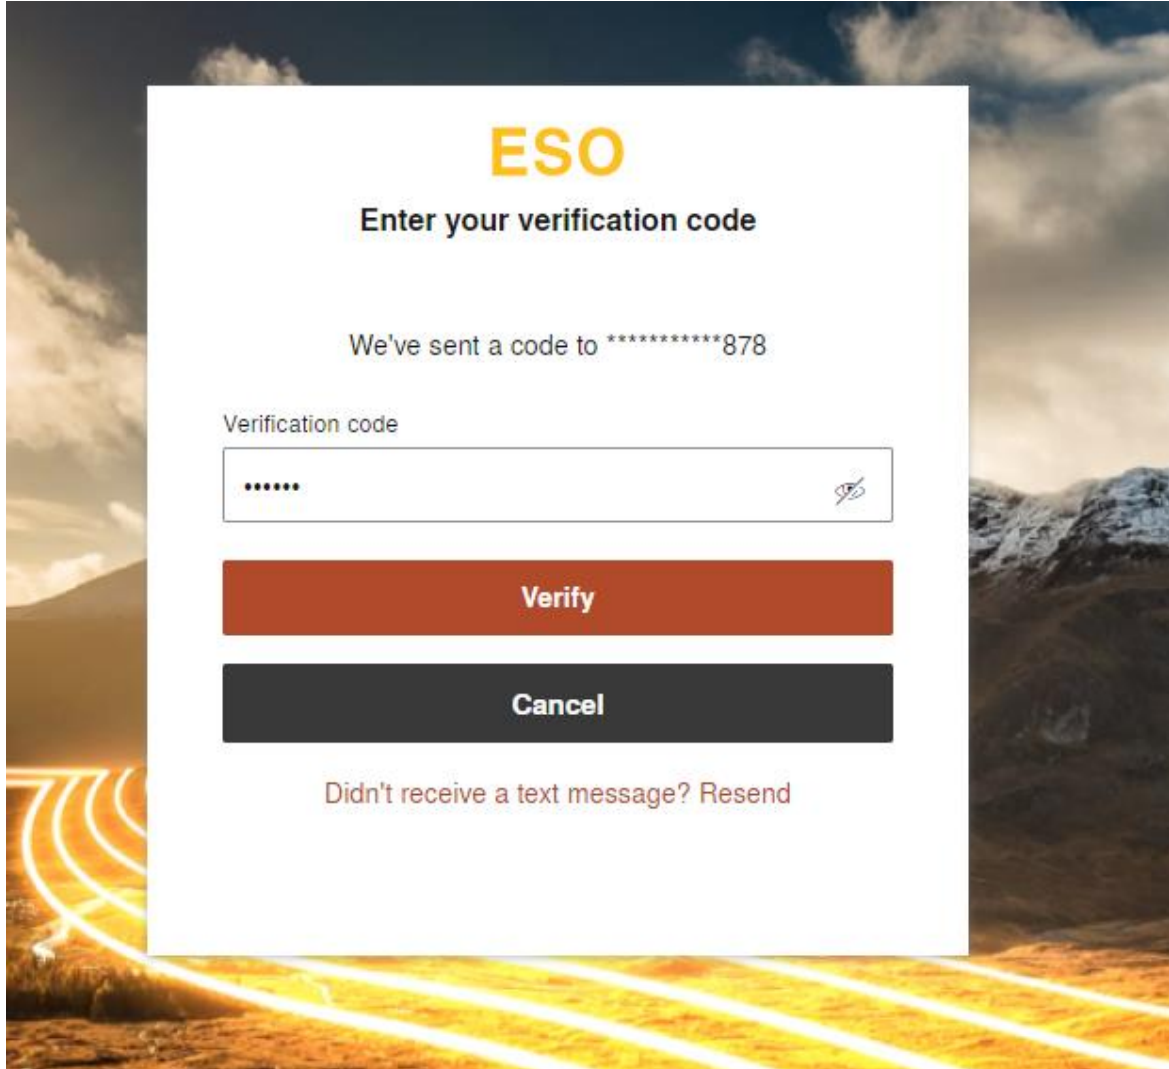 ESO
Enter your verification code
We've sent a code to ***********878
Verification code
••••••
Verify
Cancel
Didn't receive a text message? Resend